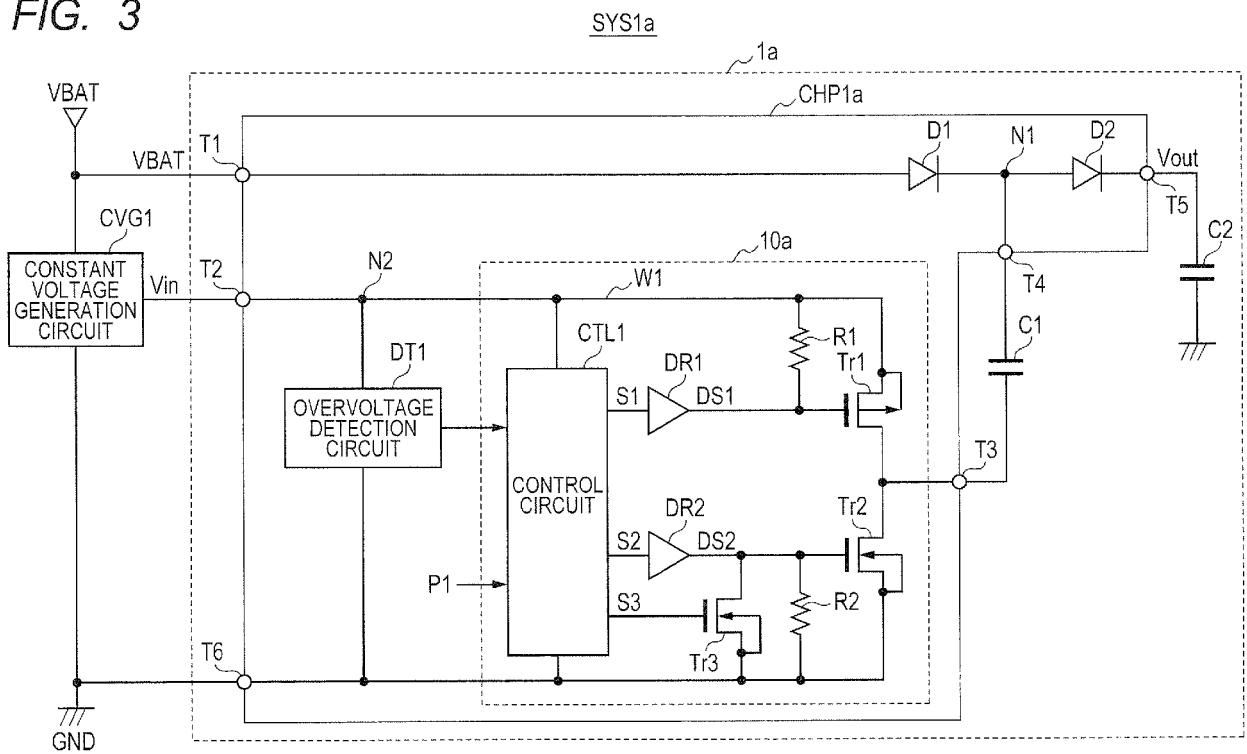 FIG. 3
SYS1a
1a
VBAT
CHP1a
T1
VBAT
D1
N1
D2
Vout
T5
CVG1
CONSTANT
VOLTAGE
GENERATION
CIRCUIT
Vin
T2
N2
10a
W1
T4
C2
DT1
OVERVOLTAGE
DETECTION
CIRCUIT
CTL1
CONTROL
CIRCUIT
S1
DR1
DS1
R1
Tr1
C1
T3
S2
DR2
DS2
Tr2
P1
S3
Tr3
R2
T6
GND